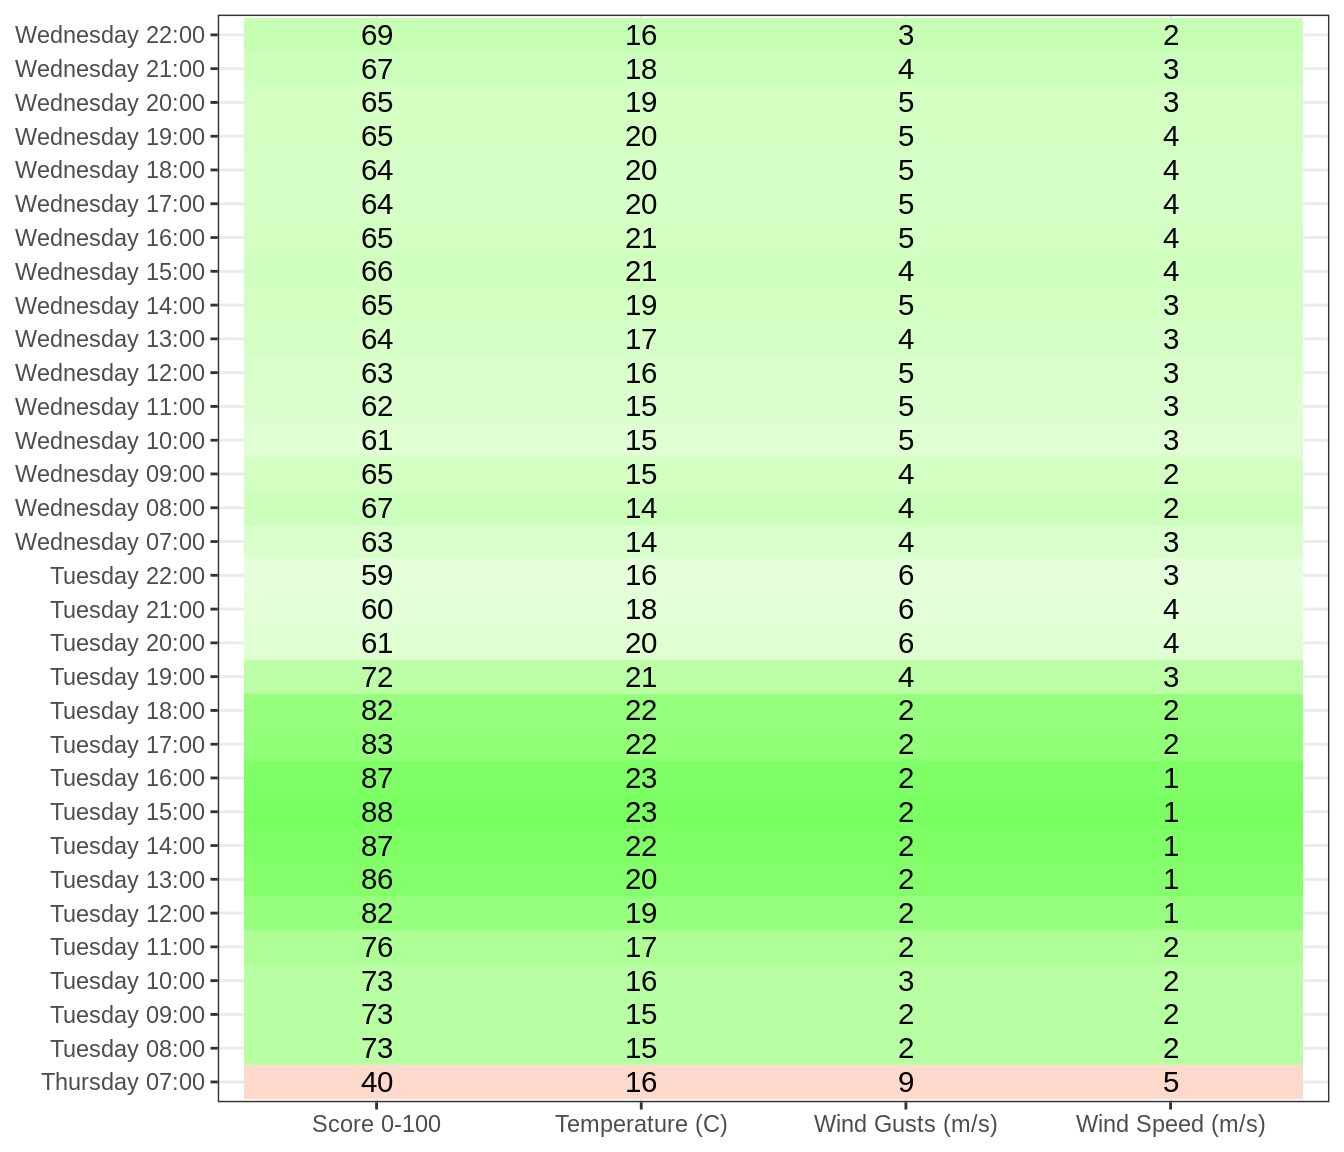 Wednesday 22:00 69 16 3 2
Wednesday 21:00 67 18 4 3
Wednesday 20:00 65 19 5 3
Wednesday 19:00 65 20 5 4
Wednesday 18:00 64 20 5 4
Wednesday 17:00 64 20 5 4
Wednesday 16:00 65 21 5 4
Wednesday 15:00 66 21 4 4
Wednesday 14:00 65 19 5 3
Wednesday 13:00 64 17 4 3
Wednesday 12:00 63 16 5 3
Wednesday 11:00 62 15 5 3
Wednesday 10:00 61 15 5 3
Wednesday 09:00 65 15 4 2
Wednesday 08:00 67 14 4 2
Wednesday 07:00 63 14 4 3
Tuesday 22:00 59 16 6 3
Tuesday 21:00 60 18 6 4
Tuesday 20:00 61 20 6 4
Tuesday 19:00 72 21 4 3
Tuesday 18:00 82 22 2 2
Tuesday 17:00 83 22 2 2
Tuesday 16:00 87 23 2 1
Tuesday 15:00 88 23 2 1
Tuesday 14:00 87 22 2 1
Tuesday 13:00 86 20 2 1
Tuesday 12:00 82 19 2 1
Tuesday 11:00 76 17 2 2
Tuesday 10:00 73 16 3 2
Tuesday 09:00 73 15 2 2
Tuesday 08:00 73 15 2 2
Thursday 07:00 40 16 9 5
Score 0-100 Temperature (C) Wind Gusts (m/s) Wind Speed (m/s)